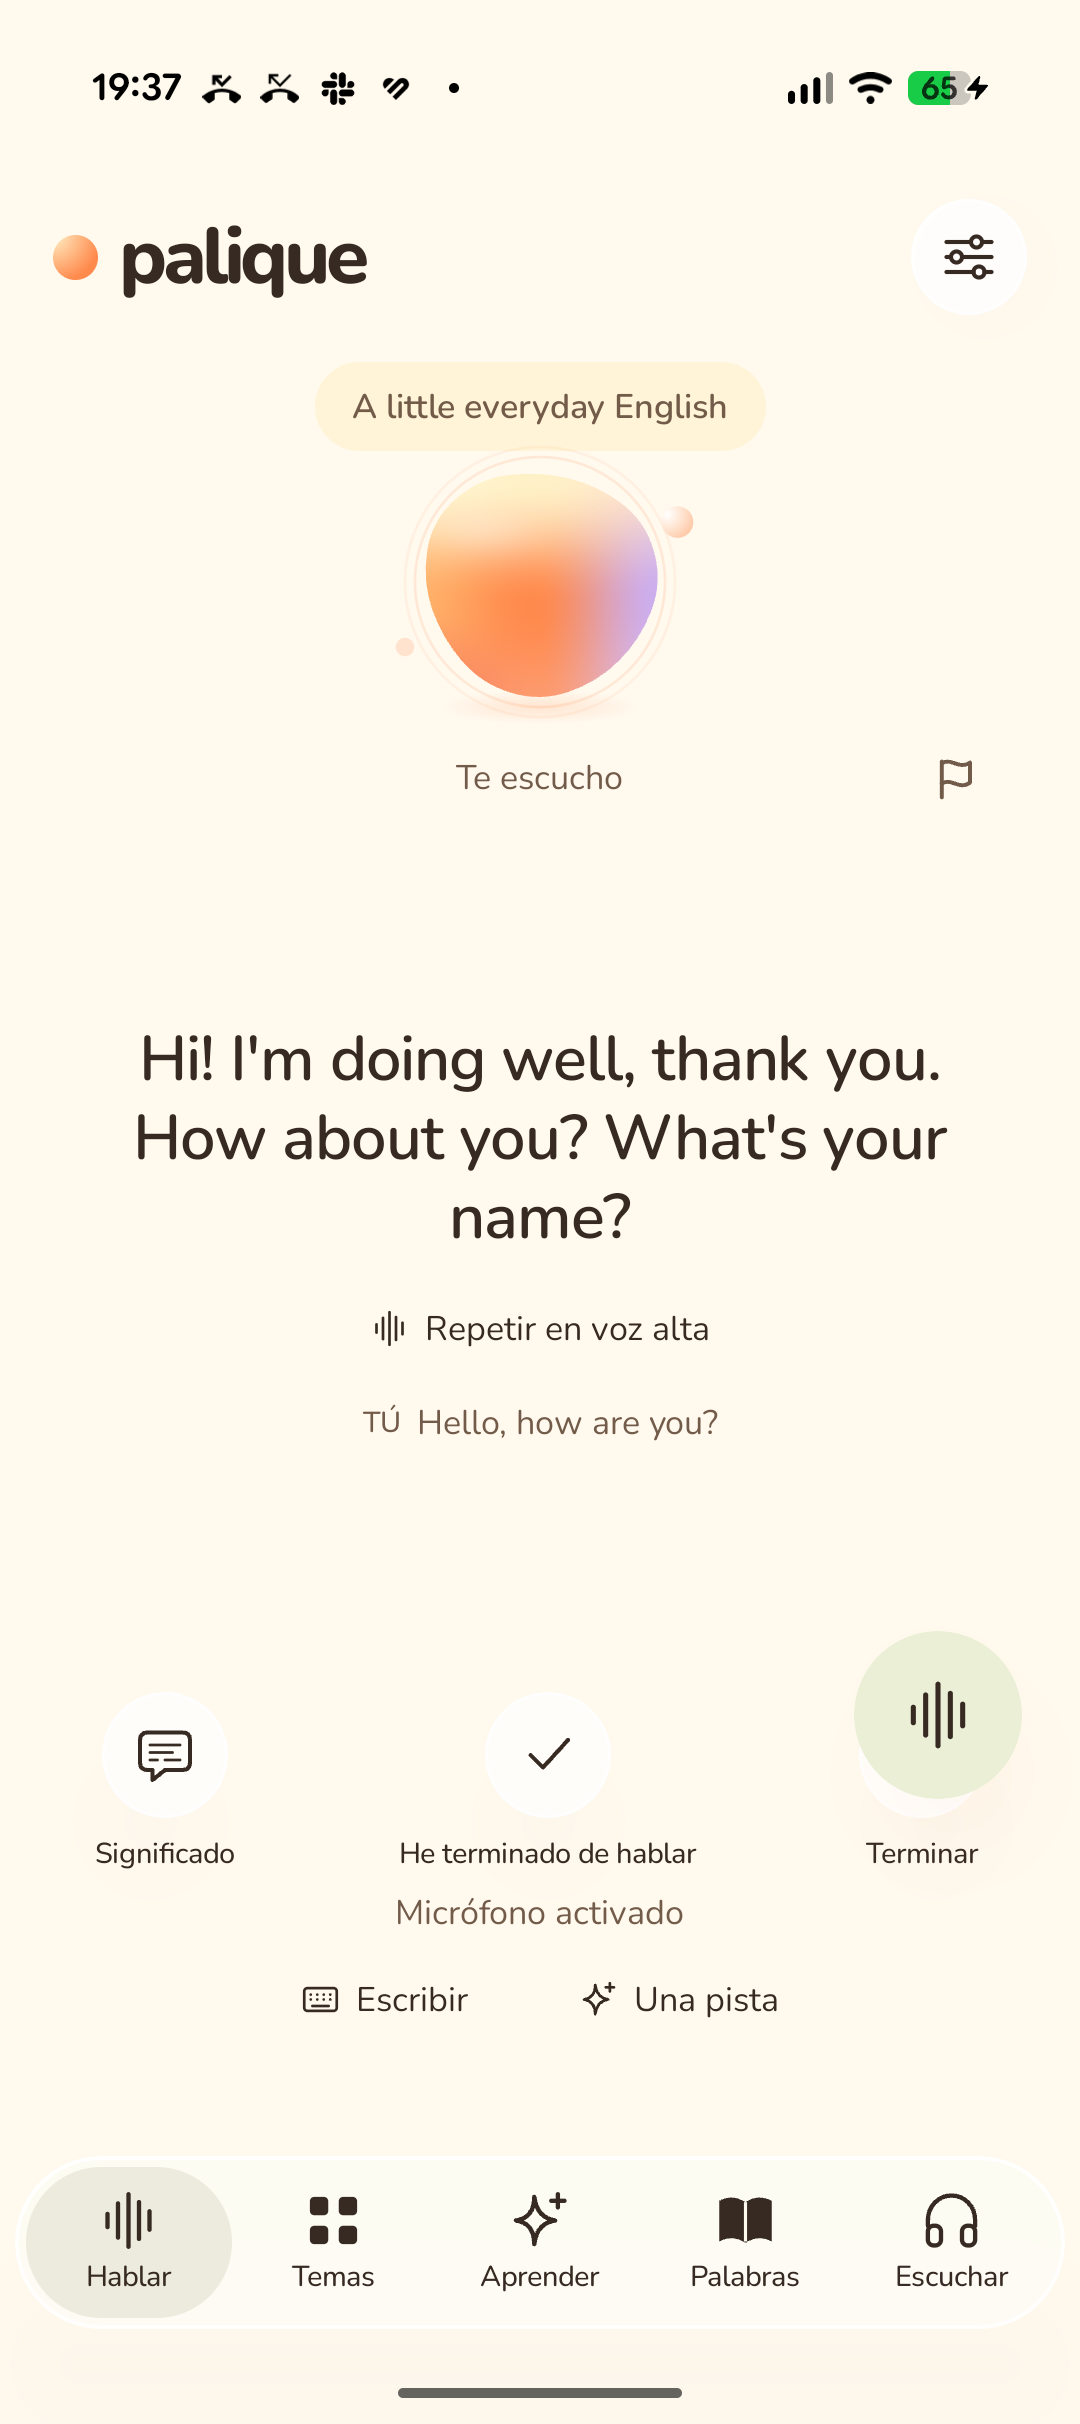 19:37
65
palique
A little everyday English
Te escucho
Hi! I'm doing well, thank you.
How about you? What's your
name?
Repetir en voz alta
TÚ Hello, how are you?
Significado
He terminado de hablar
Terminar
Micrófono activado
Escribir
Una pista
Hablar
Temas
Aprender
Palabras
Escuchar